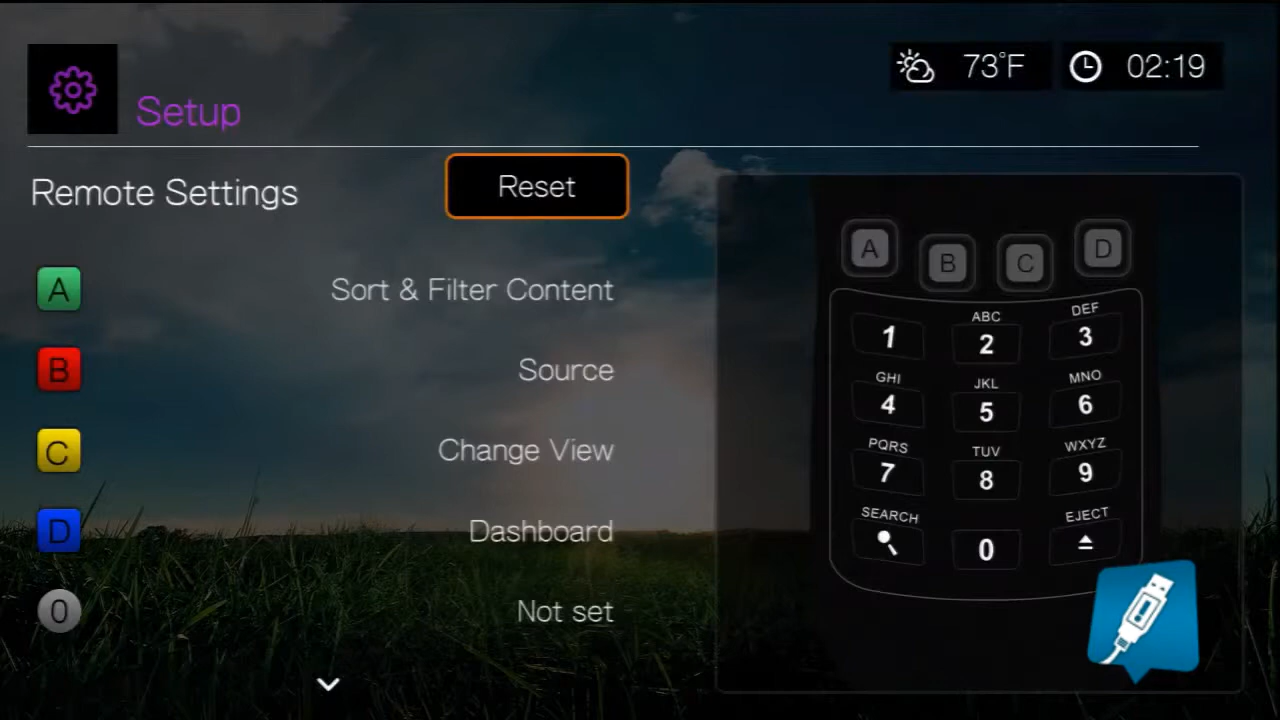 Setup
73°F
02:19
Remote Settings
Reset
A Sort & Filter Content
B Source
C Change View
D Dashboard
0 Not set
A B C D
ABC DEF
1 2 3
GHI JKL MNO
4 5 6
PQRS TUV WXYZ
7 8 9
SEARCH EJECT
0